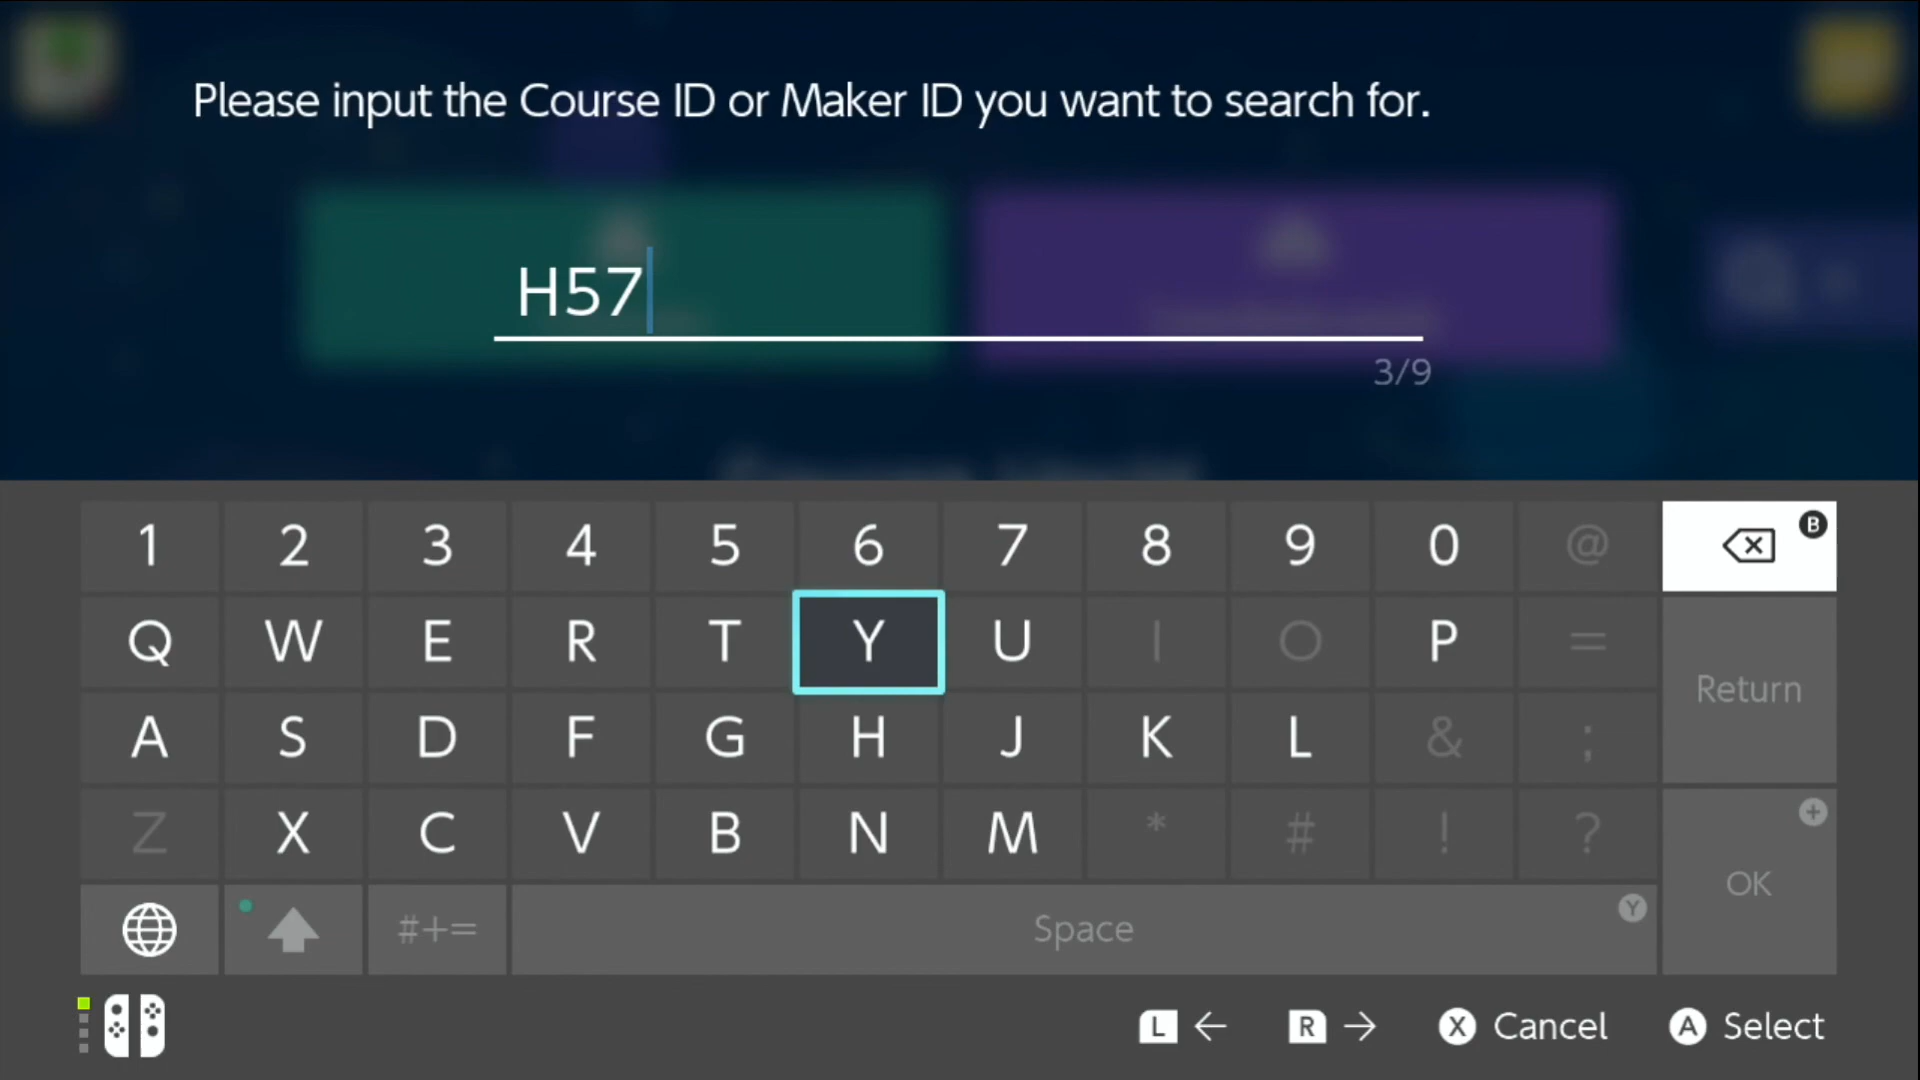 Please input the Course ID or Maker ID you want to search for.
H57
3/9
1 2 3 4 5 6 7 8 9 0 @ B
Q W E R T Y U I O P =
Return
A S D F G H J K L & ;
Z X C V B N M * # ! ?
OK
#+= Space Y
L ← R → X Cancel A Select